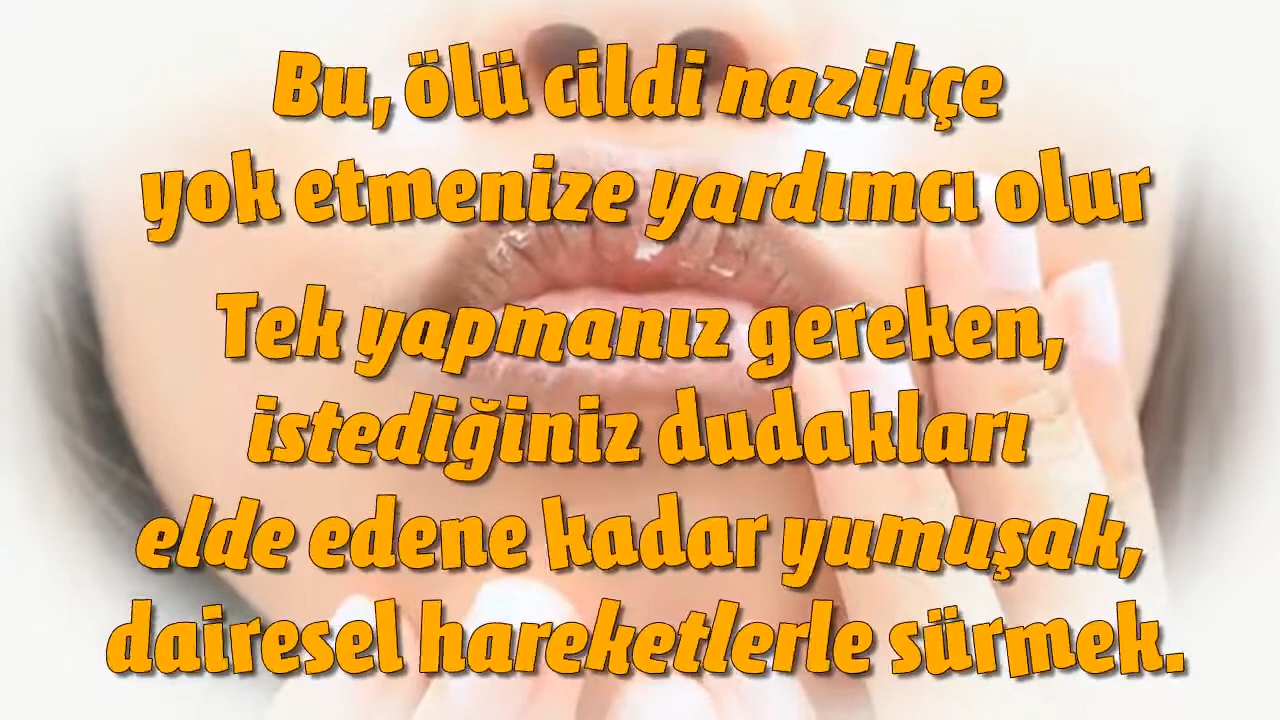 Bu, ölü cildi nazikçe
yok etmenize yardımcı olur
Tek yapmanız gereken,
istediğiniz dudakları
elde edene kadar yumuşak,
dairesel hareketlerle sürmek.